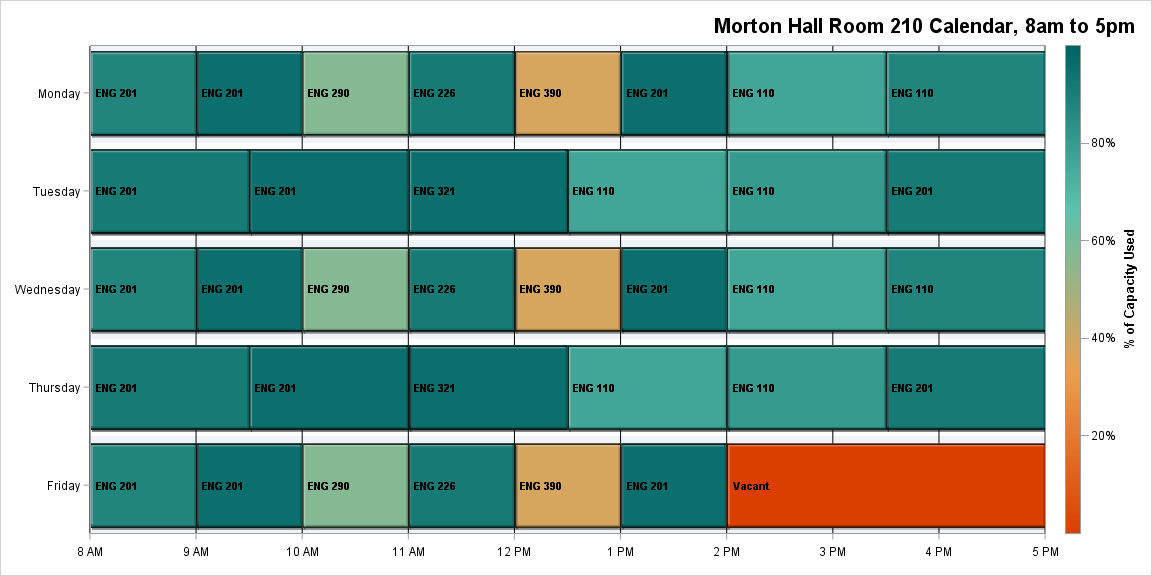 Morton Hall Room 210 Calendar, 8am to 5pm
Monday
ENG 201
ENG 201
ENG 290
ENG 226
ENG 390
ENG 201
ENG 110
ENG 110
Tuesday
ENG 201
ENG 201
ENG 321
ENG 110
ENG 110
ENG 201
Wednesday
ENG 201
ENG 201
ENG 290
ENG 226
ENG 390
ENG 201
ENG 110
ENG 110
Thursday
ENG 201
ENG 201
ENG 321
ENG 110
ENG 110
ENG 201
Friday
ENG 201
ENG 201
ENG 290
ENG 226
ENG 390
ENG 201
Vacant
8 AM
9 AM
10 AM
11 AM
12 PM
1 PM
2 PM
3 PM
4 PM
5 PM
80%
60%
40%
20%
% of Capacity Used